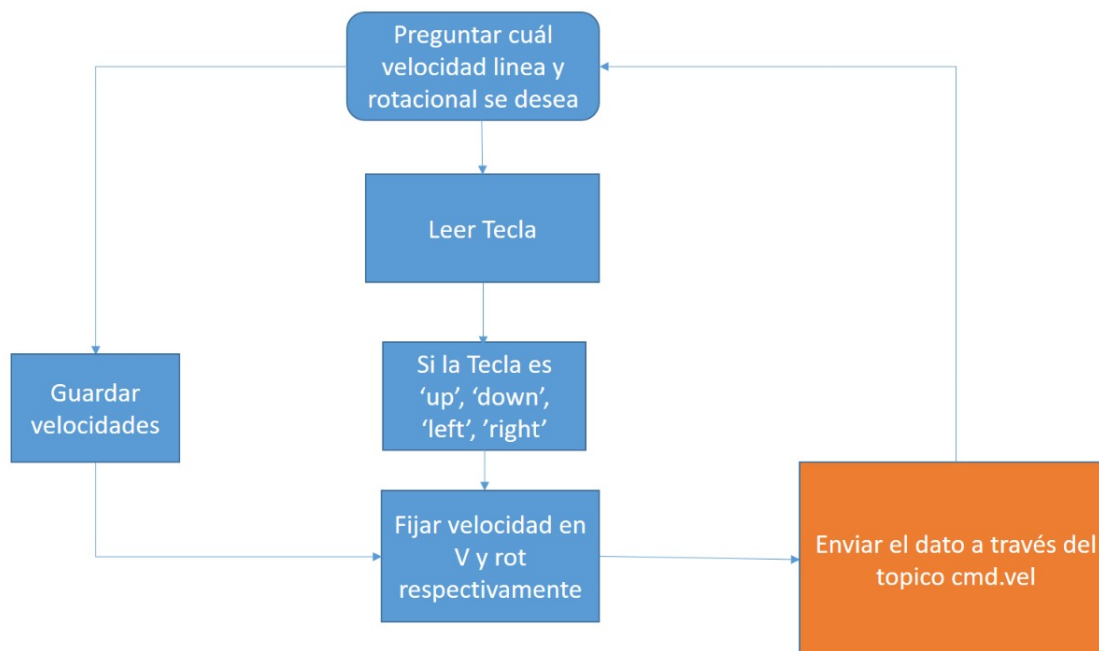 Preguntar cuál
velocidad linea y
rotacional se desea
Leer Tecla
Si la Tecla es
‘up’, ‘down’,
‘left’, ’right’
Guardar
velocidades
Fijar velocidad en
V y rot
respectivamente
Enviar el dato a través del
topico cmd.vel